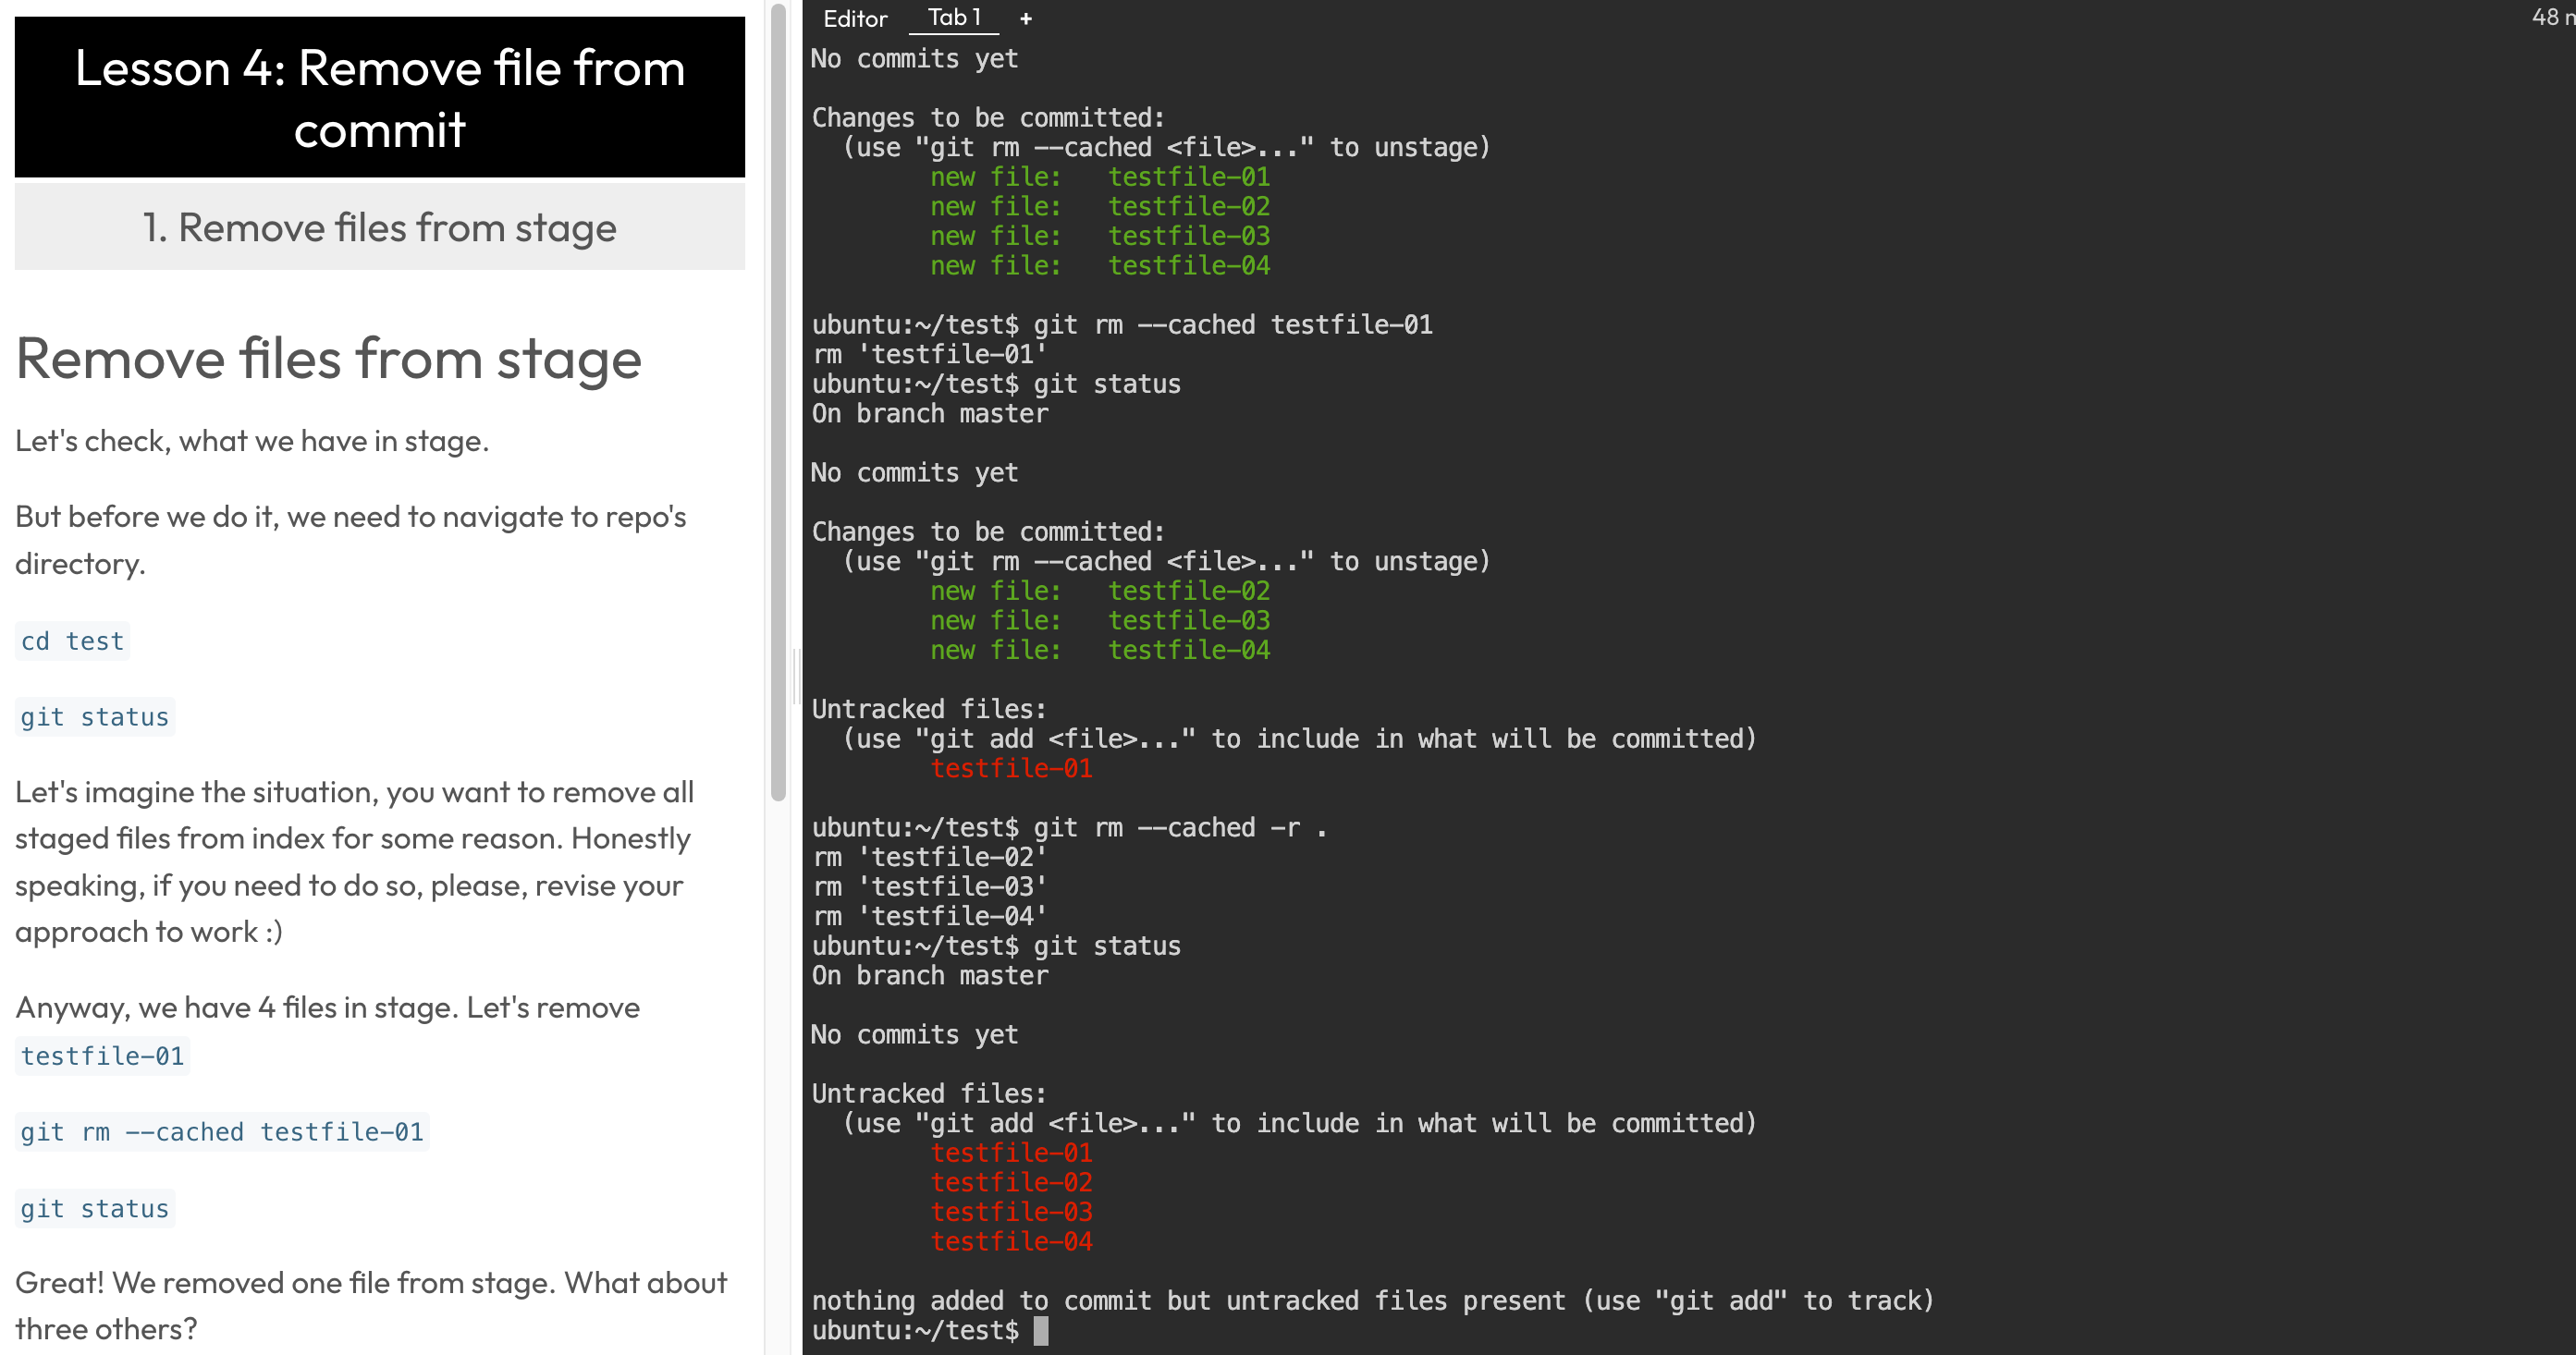 Lesson 4: Remove file from
commit
1. Remove files from stage
Remove files from stage
Let's check, what we have in stage.
But before we do it, we need to navigate to repo's
directory.
cd test
git status
Let's imagine the situation, you want to remove all
staged files from index for some reason. Honestly
speaking, if you need to do so, please, revise your
approach to work :)
Anyway, we have 4 files in stage. Let's remove
testfile-01
git rm --cached testfile-01
git status
Great! We removed one file from stage. What about
three others?
Editor Tab 1 +
48
No commits yet
Changes to be committed:
  (use "git rm --cached <file>..." to unstage)
        new file:   testfile-01
        new file:   testfile-02
        new file:   testfile-03
        new file:   testfile-04
ubuntu:~/test$ git rm --cached testfile-01
rm 'testfile-01'
ubuntu:~/test$ git status
On branch master
No commits yet
Changes to be committed:
  (use "git rm --cached <file>..." to unstage)
        new file:   testfile-02
        new file:   testfile-03
        new file:   testfile-04
Untracked files:
  (use "git add <file>..." to include in what will be committed)
        testfile-01
ubuntu:~/test$ git rm --cached -r .
rm 'testfile-02'
rm 'testfile-03'
rm 'testfile-04'
ubuntu:~/test$ git status
On branch master
No commits yet
Untracked files:
  (use "git add <file>..." to include in what will be committed)
        testfile-01
        testfile-02
        testfile-03
        testfile-04
nothing added to commit but untracked files present (use "git add" to track)
ubuntu:~/test$